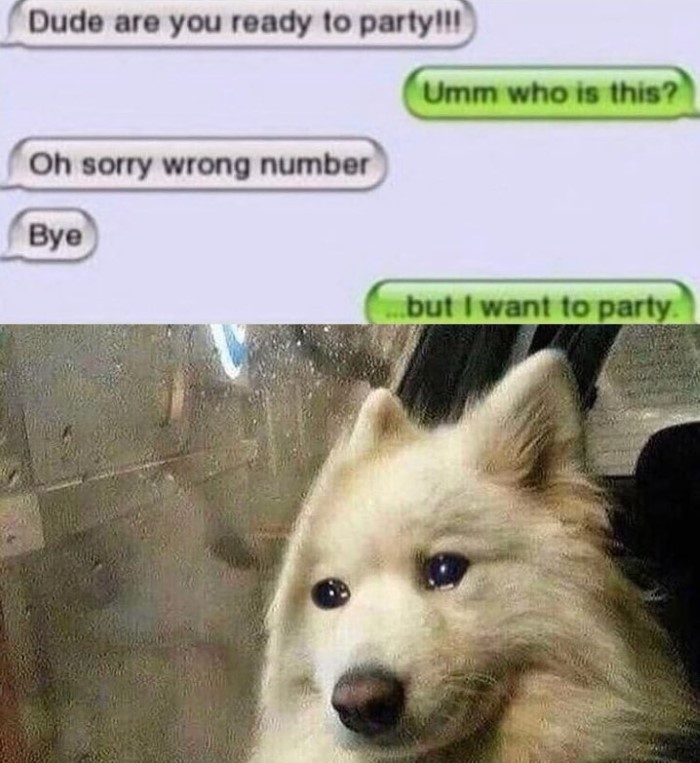 Dude are you ready to party!!!
Umm who is this?
Oh sorry wrong number
Bye
...but I want to party.